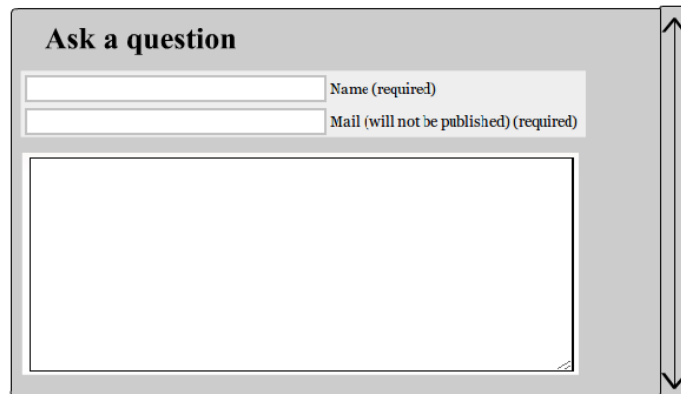 Ask a question
Name (required)
Mail (will not be published) (required)